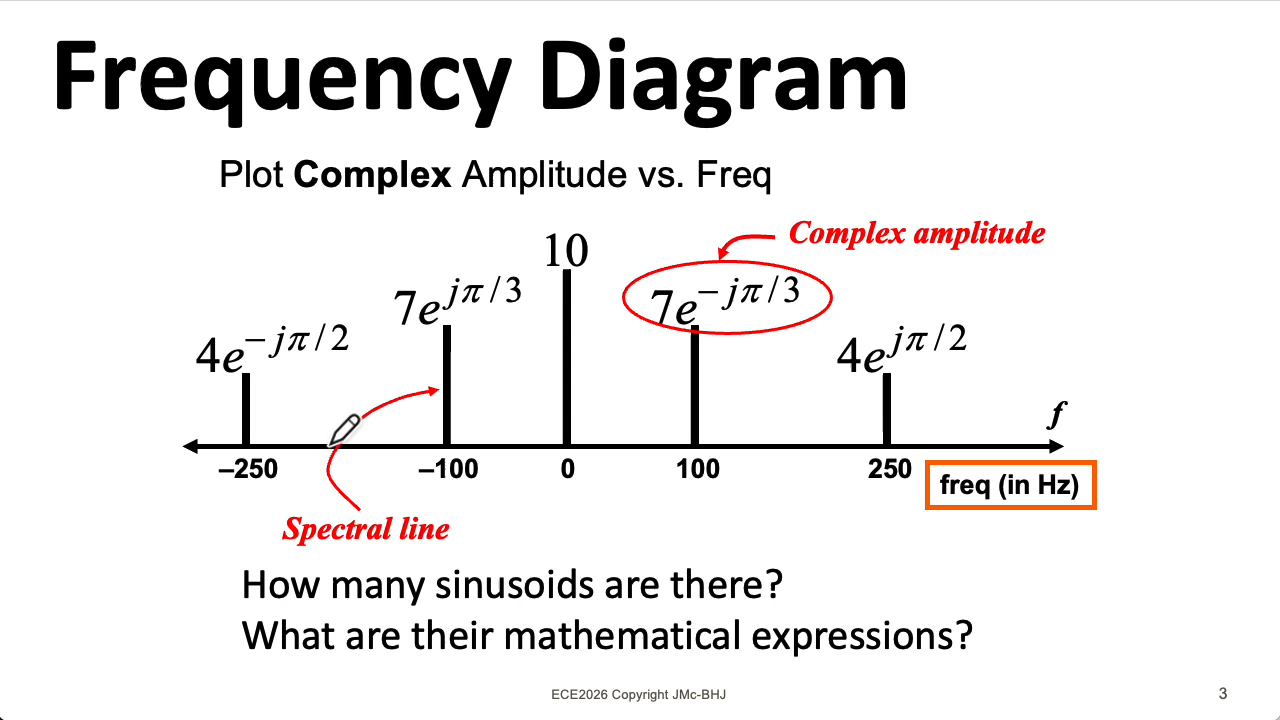 Frequency Diagram
Plot Complex Amplitude vs. Freq
Complex amplitude
10
7e^{jπ/3}
7e^{−jπ/3}
4e^{−jπ/2}
4e^{jπ/2}
f
–250 –100 0 100 250
freq (in Hz)
Spectral line
How many sinusoids are there?
What are their mathematical expressions?
ECE2026 Copyright JMc-BHJ
3